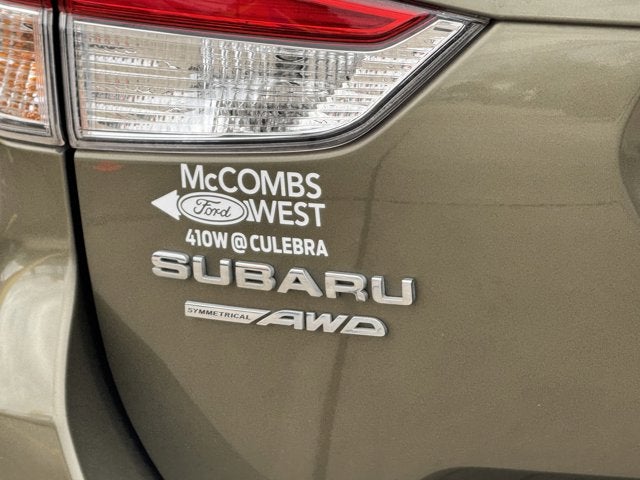 McCOMBS
Ford WEST
410W @ CULEBRA
SUBARU
SYMMETRICAL AWD